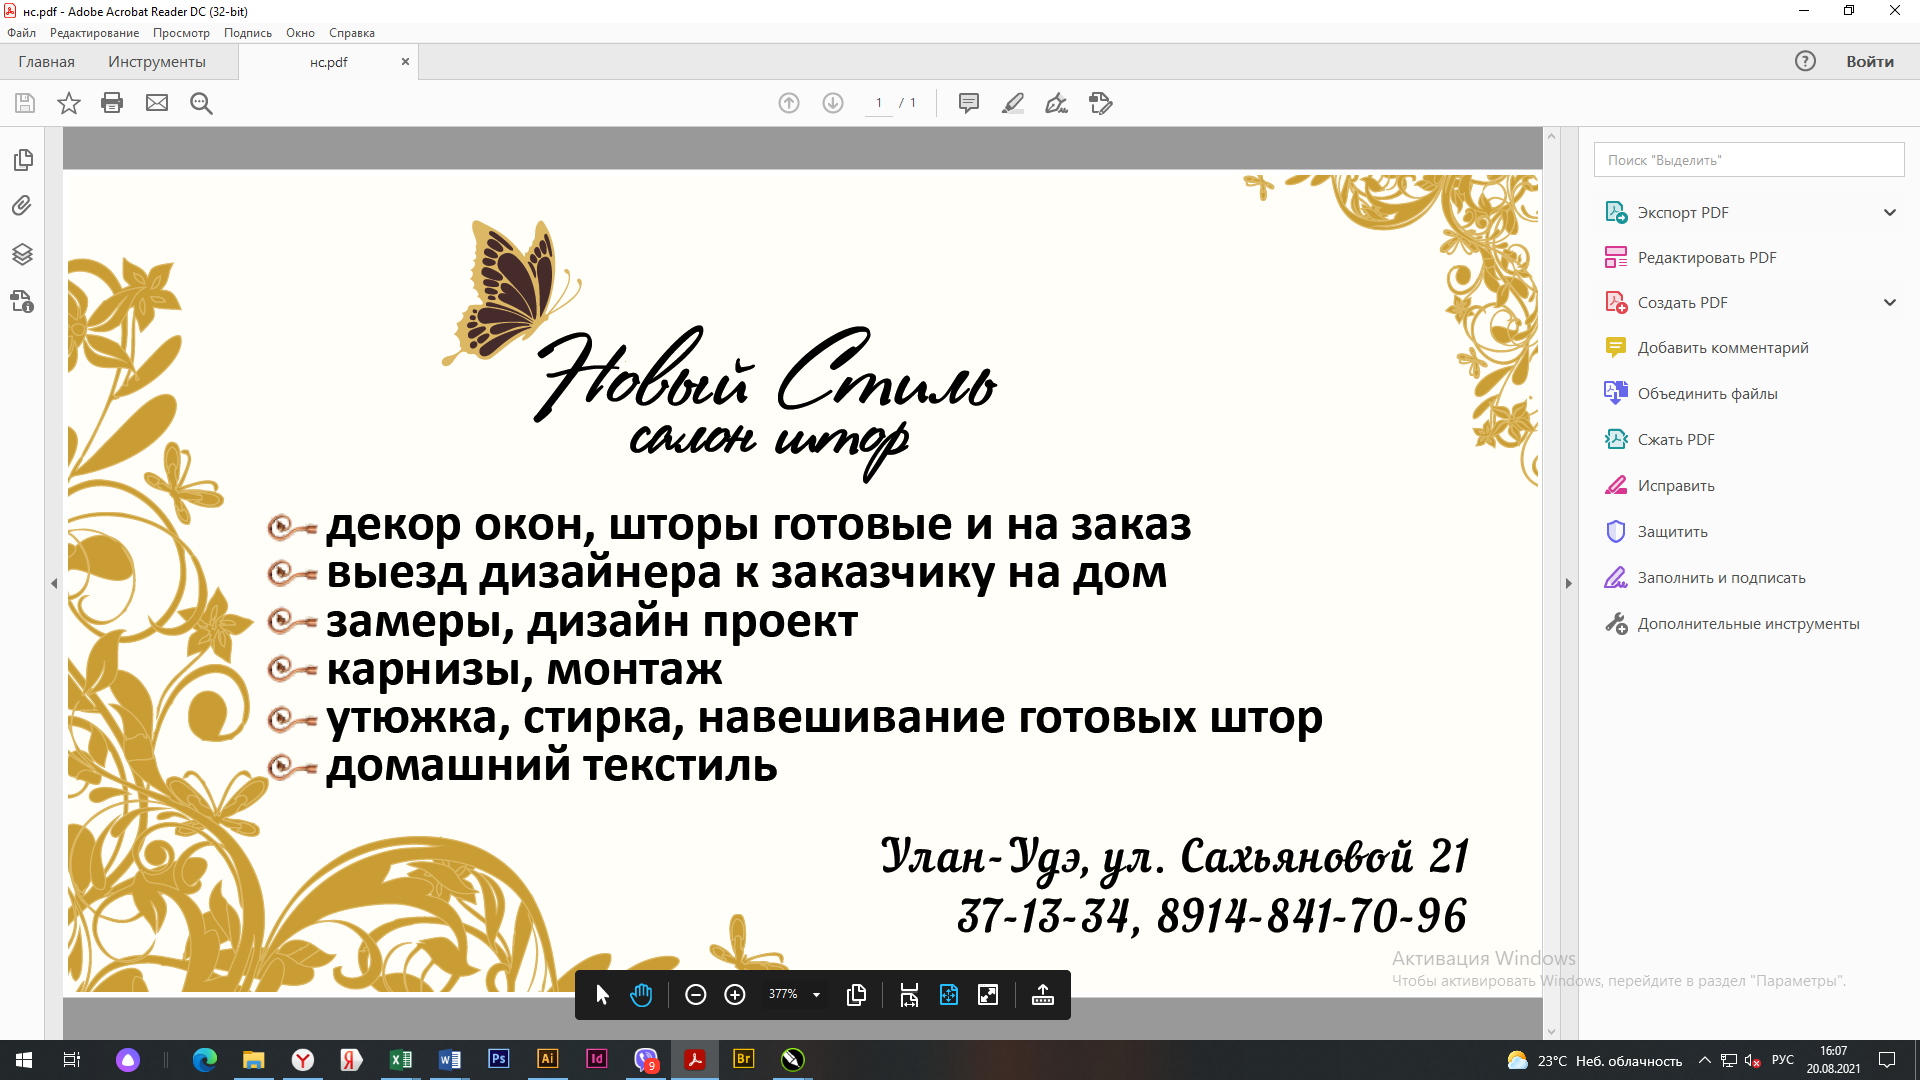 нс.pdf - Adobe Acrobat Reader DC (32-bit)
Файл Редактирование Просмотр Подпись Окно Справка
Главная Инструменты нс.pdf Войти
1 / 1
Поиск "Выделить"
Экспорт PDF
Редактировать PDF
Создать PDF
Добавить комментарий
Объединить файлы
Сжать PDF
Исправить
Защитить
Заполнить и подписать
Дополнительные инструменты
Новый Стиль
салон штор
декор окон, шторы готовые и на заказ
выезд дизайнера к заказчику на дом
замеры, дизайн проект
карнизы, монтаж
утюжка, стирка, навешивание готовых штор
домашний текстиль
Улан-Удэ, ул. Сахьяновой 21
37-13-34, 8914-841-70-96
Активация Windows
Чтобы активировать Windows, перейдите в раздел "Параметры".
377%
Ps Ai Id 9 Br
23°C Неб. облачность РУС
16:07
20.08.2021